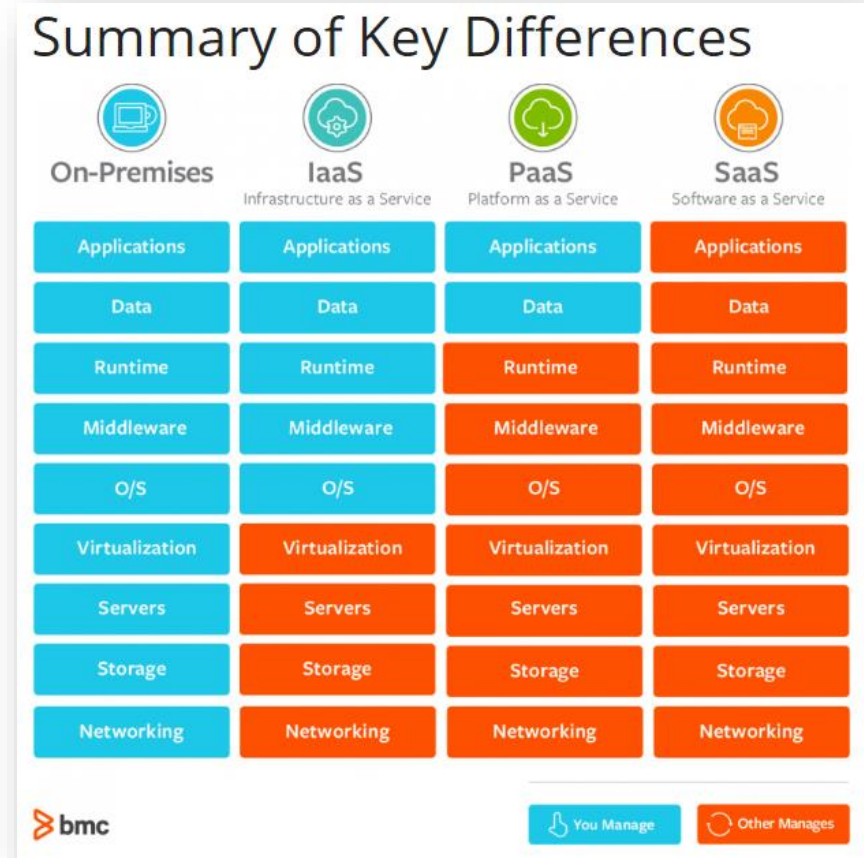 Summary of Key Differences
On-Premises IaaS PaaS SaaS
Infrastructure as a Service Platform as a Service Software as a Service
Applications Applications Applications Applications
Data Data Data Data
Runtime Runtime Runtime Runtime
Middleware Middleware Middleware Middleware
O/S O/S O/S O/S
Virtualization Virtualization Virtualization Virtualization
Servers Servers Servers Servers
Storage Storage Storage Storage
Networking Networking Networking Networking
bmc You Manage Other Manages